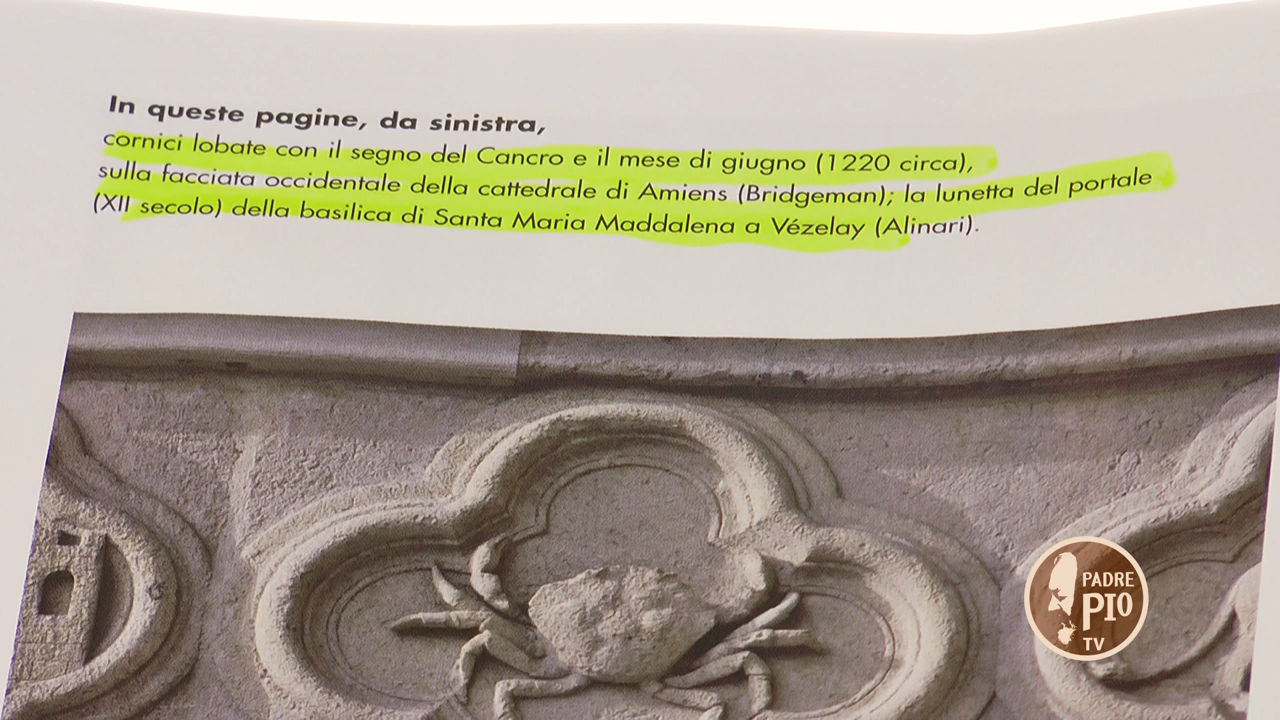 In queste pagine, da sinistra,
cornici lobate con il segno del Cancro e il mese di giugno (1220 circa),
sulla facciata occidentale della cattedrale di Amiens (Bridgeman); la lunetta del portale
(XII secolo) della basilica di Santa Maria Maddalena a Vézelay (Alinari).
PADRE
PIO
TV